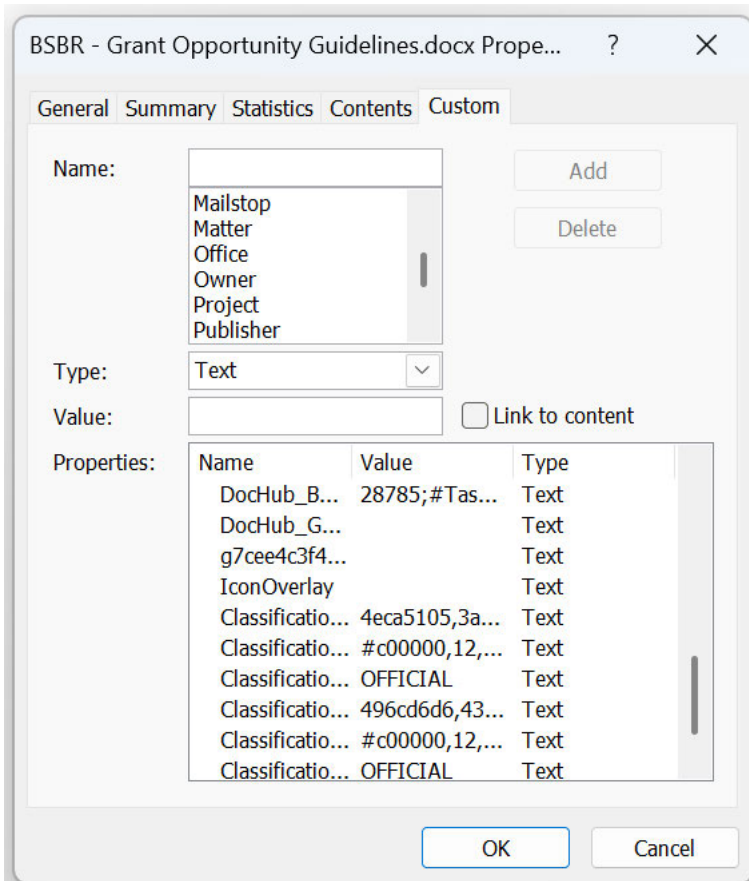 BSBR - Grant Opportunity Guidelines.docx Prope... ?
General Summary Statistics Contents Custom
Name: Add
Mailstop
Matter Delete
Office
Owner
Project
Publisher
Type: Text
Value: Link to content
Properties: Name Value Type
DocHub_B... 28785;#Tas... Text
DocHub_G... Text
g7cee4c3f4... Text
IconOverlay Text
Classificatio... 4eca5105,3a... Text
Classificatio... #c00000,12,... Text
Classificatio... OFFICIAL Text
Classificatio... 496cd6d6,43... Text
Classificatio... #c00000,12,... Text
Classificatio... OFFICIAL Text
OK Cancel